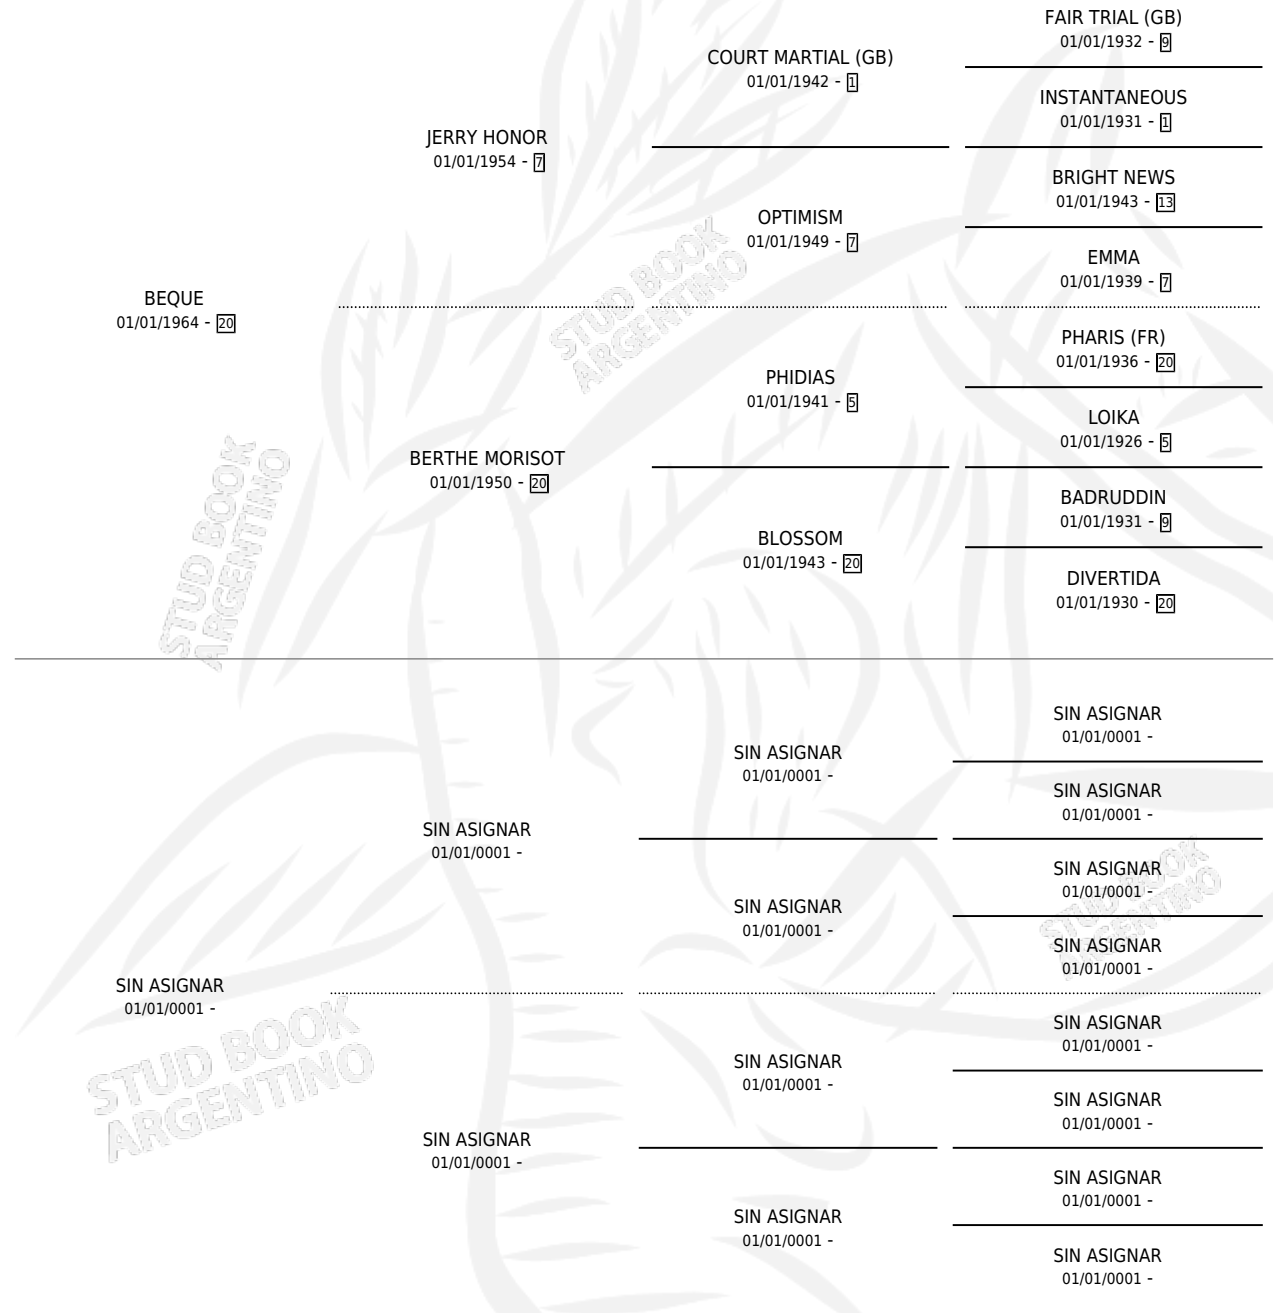 FAIR TRIAL (GB)
01/01/1932 - 9
COURT MARTIAL (GB)
01/01/1942 - 1
INSTANTANEOUS
01/01/1931 - 1
JERRY HONOR
01/01/1954 - 7
BRIGHT NEWS
01/01/1943 - 13
OPTIMISM
01/01/1949 - 7
EMMA
01/01/1939 - 7
BEQUE
01/01/1964 - 20
STUD BOOK
ARGENTINO
PHARIS (FR)
01/01/1936 - 20
PHIDIAS
01/01/1941 - 5
LOIKA
01/01/1926 - 5
BERTHE MORISOT
01/01/1950 - 20
BADRUDDIN
01/01/1931 - 9
BLOSSOM
01/01/1943 - 20
DIVERTIDA
01/01/1930 - 20
STUD BOOK
ARGENTINO
SIN ASIGNAR
01/01/0001 -
SIN ASIGNAR
01/01/0001 -
SIN ASIGNAR
01/01/0001 -
SIN ASIGNAR
01/01/0001 -
SIN ASIGNAR
01/01/0001 -
SIN ASIGNAR
01/01/0001 -
SIN ASIGNAR
01/01/0001 -
STUD BOOK
ARGENTINO
SIN ASIGNAR
01/01/0001 -
STUD BOOK
ARGENTINO
SIN ASIGNAR
01/01/0001 -
SIN ASIGNAR
01/01/0001 -
SIN ASIGNAR
01/01/0001 -
SIN ASIGNAR
01/01/0001 -
SIN ASIGNAR
01/01/0001 -
SIN ASIGNAR
01/01/0001 -
SIN ASIGNAR
01/01/0001 -